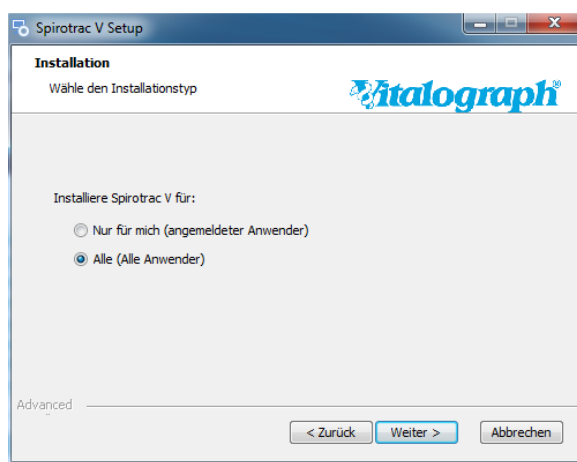 Spirotrac V Setup
Installation
Wähle den Installationstyp
Vitalograph®
Installiere Spirotrac V für:
Nur für mich (angemeldeter Anwender)
Alle (Alle Anwender)
Advanced
< Zurück
Weiter >
Abbrechen